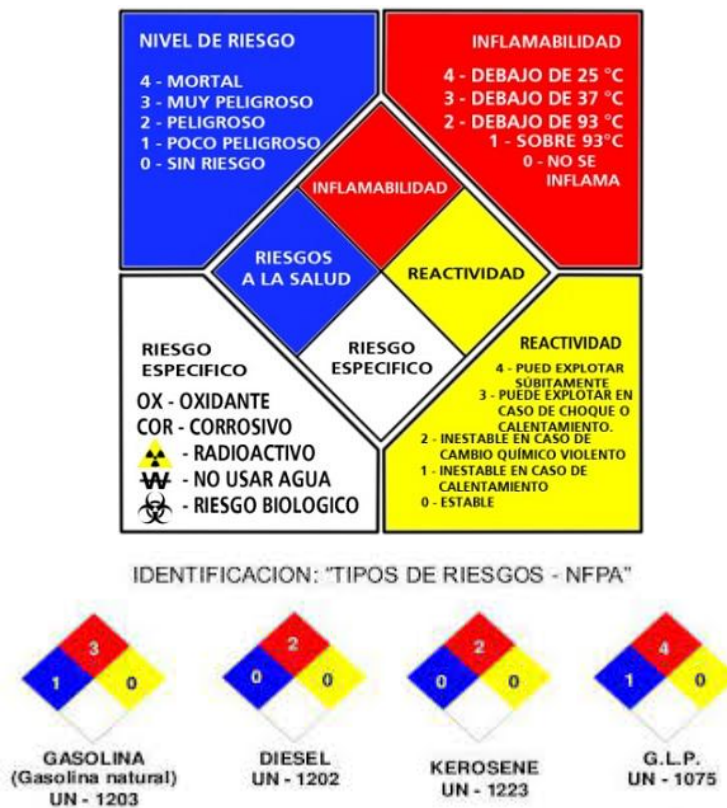 NIVEL DE RIESGO
4 - MORTAL
3 - MUY PELIGROSO
2 - PELIGROSO
1 - POCO PELIGROSO
0 - SIN RIESGO
INFLAMABILIDAD
4 - DEBAJO DE 25 °C
3 - DEBAJO DE 37 °C
2 - DEBAJO DE 93 °C
1 - SOBRE 93°C
0 - NO SE
INFLAMA
INFLAMABILIDAD
RIESGOS
A LA SALUD
REACTIVIDAD
RIESGO
ESPECIFICO
RIESGO
ESPECIFICO
OX - OXIDANTE
COR - CORROSIVO
- RADIOACTIVO
W - NO USAR AGUA
- RIESGO BIOLOGICO
REACTIVIDAD
4 - PUED EXPLOTAR
SÚBITAMENTE
3 - PUEDE EXPLOTAR EN
CASO DE CHOQUE O
CALENTAMIENTO.
2 - INESTABLE EN CASO DE
CAMBIO QUÍMICO VIOLENTO
1 - INESTABLE EN CASO DE
CALENTAMIENTO
0 - ESTABLE
IDENTIFICACION: "TIPOS DE RIESGOS - NFPA"
3
1 0
GASOLINA
(Gasolina natural)
UN - 1203
2
0 0
DIESEL
UN - 1202
2
0 0
KEROSENE
UN - 1223
4
1 0
G.L.P.
UN - 1075